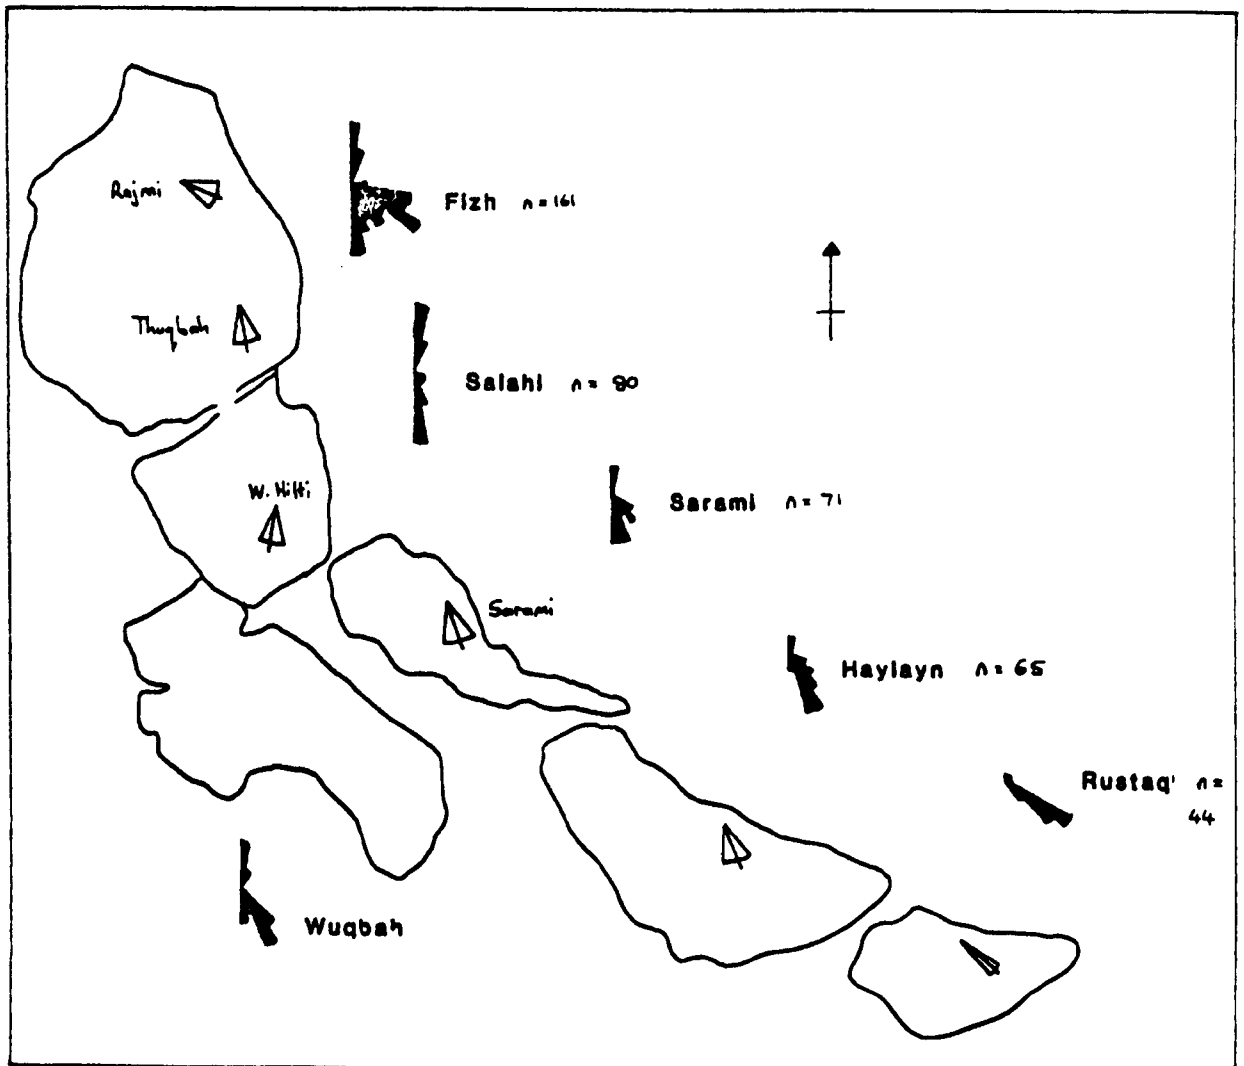 Rajmi
Fizh n = 161
Thuqbah
Salahi n = 90
W. Hilti
Sarami n = 71
Sarami
Haylayn n = 65
Rustaq' n =
44
Wuqbah